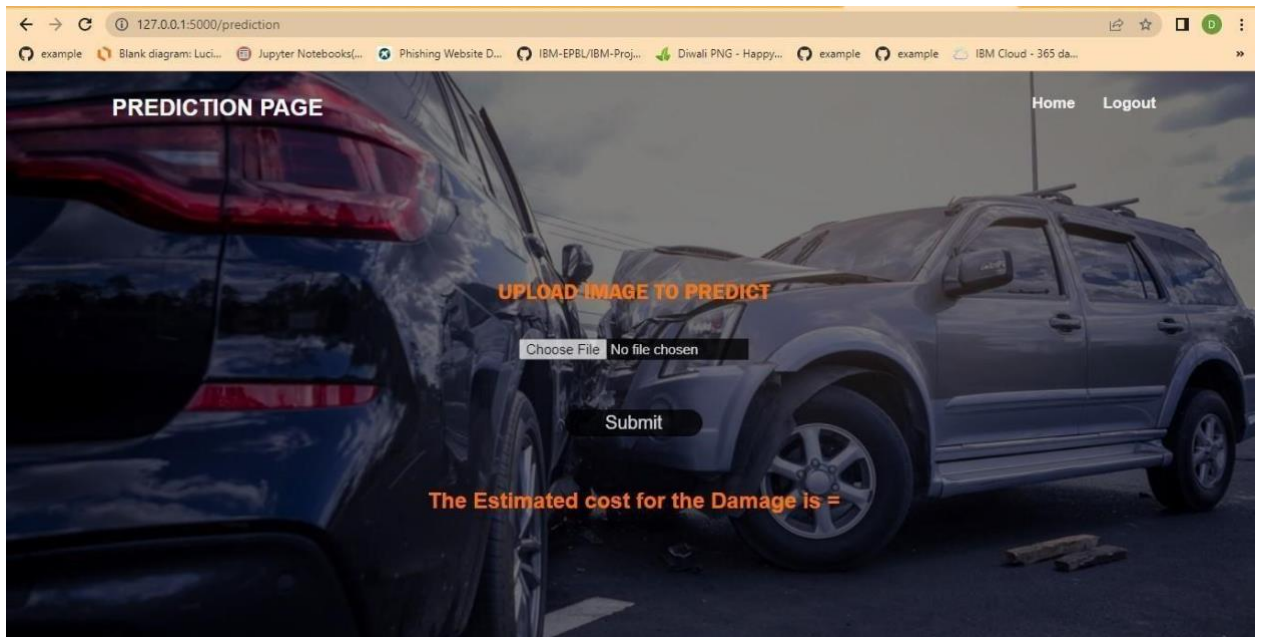 127.0.0.1:5000/prediction
example Blank diagram: Luci... Jupyter Notebooks(... Phishing Website D... IBM-EPBL/IBM-Proj... Diwali PNG - Happy... example example IBM Cloud - 365 da... »
PREDICTION PAGE Home Logout
UPLOAD IMAGE TO PREDICT
Choose File No file chosen
Submit
The Estimated cost for the Damage is =